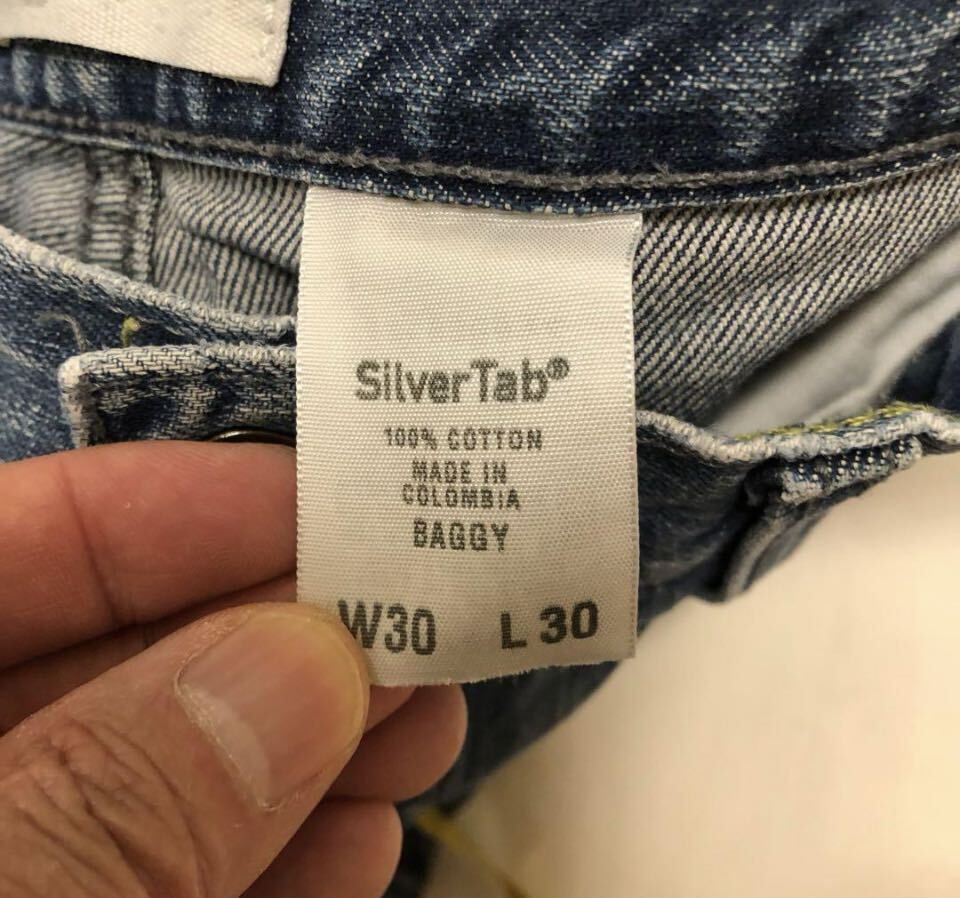 SilverTab®
100% COTTON
MADE IN
COLOMBIA
BAGGY
W30 L 30